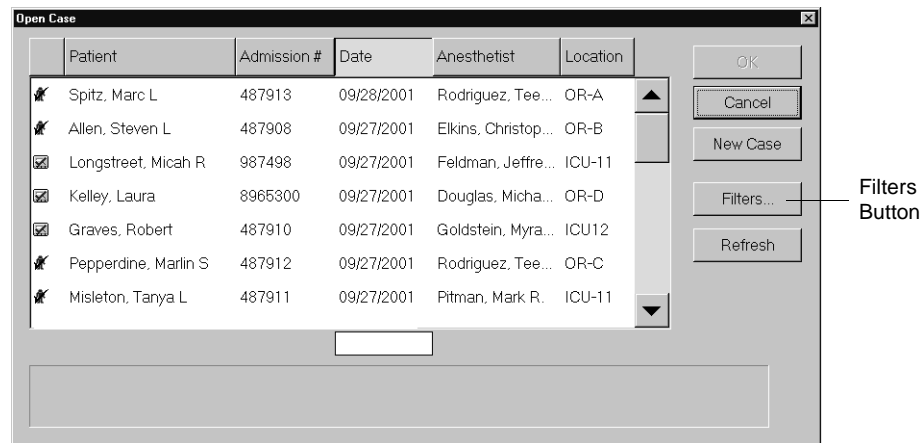 Open Case
Patient Admission # Date Anesthetist Location
Spitz, Marc L 487913 09/28/2001 Rodriguez, Tee... OR-A
Allen, Steven L 487908 09/27/2001 Elkins, Christop... OR-B
Longstreet, Micah R 987498 09/27/2001 Feldman, Jeffre... ICU-11
Kelley, Laura 8965300 09/27/2001 Douglas, Micha... OR-D
Graves, Robert 487910 09/27/2001 Goldstein, Myra... ICU12
Pepperdine, Marlin S 487912 09/27/2001 Rodriguez, Tee... OR-C
Misleton, Tanya L 487911 09/27/2001 Pitman, Mark R. ICU-11
OK
Cancel
New Case
Filters...
Refresh
Filters
Button